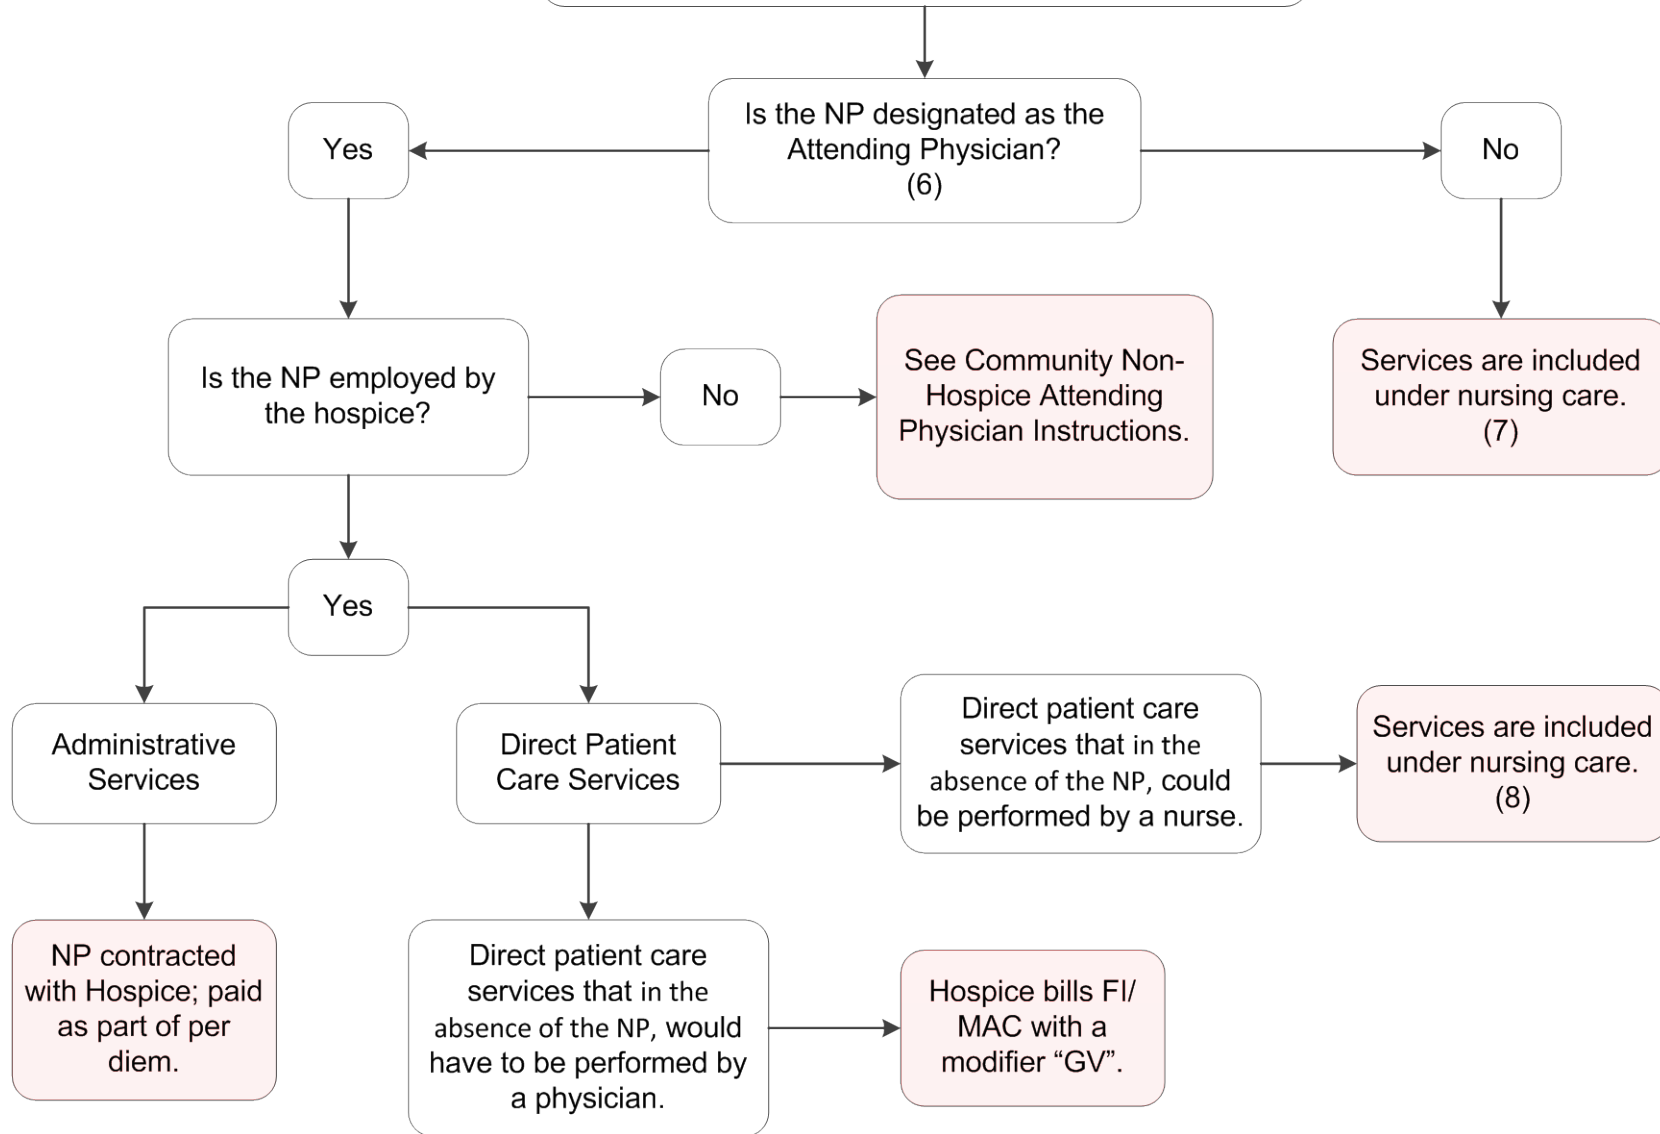 Is the NP designated as the
Attending Physician?
(6)
Yes
No
Is the NP employed by
the hospice?
No
See Community Non-
Hospice Attending
Physician Instructions.
Services are included
under nursing care.
(7)
Yes
Administrative
Services
Direct Patient
Care Services
Direct patient care
services that in the
absence of the NP, could
be performed by a nurse.
Services are included
under nursing care.
(8)
NP contracted
with Hospice; paid
as part of per
diem.
Direct patient care
services that in the
absence of the NP, would
have to be performed by
a physician.
Hospice bills FI/
MAC with a
modifier “GV”.